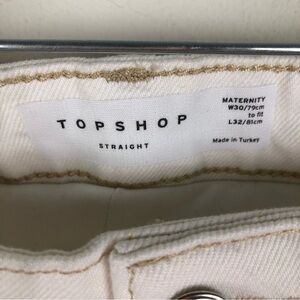 TOPSHOP
STRAIGHT
MATERNITY
W30/79cm
to fit
L32/81cm
Made in Turkey